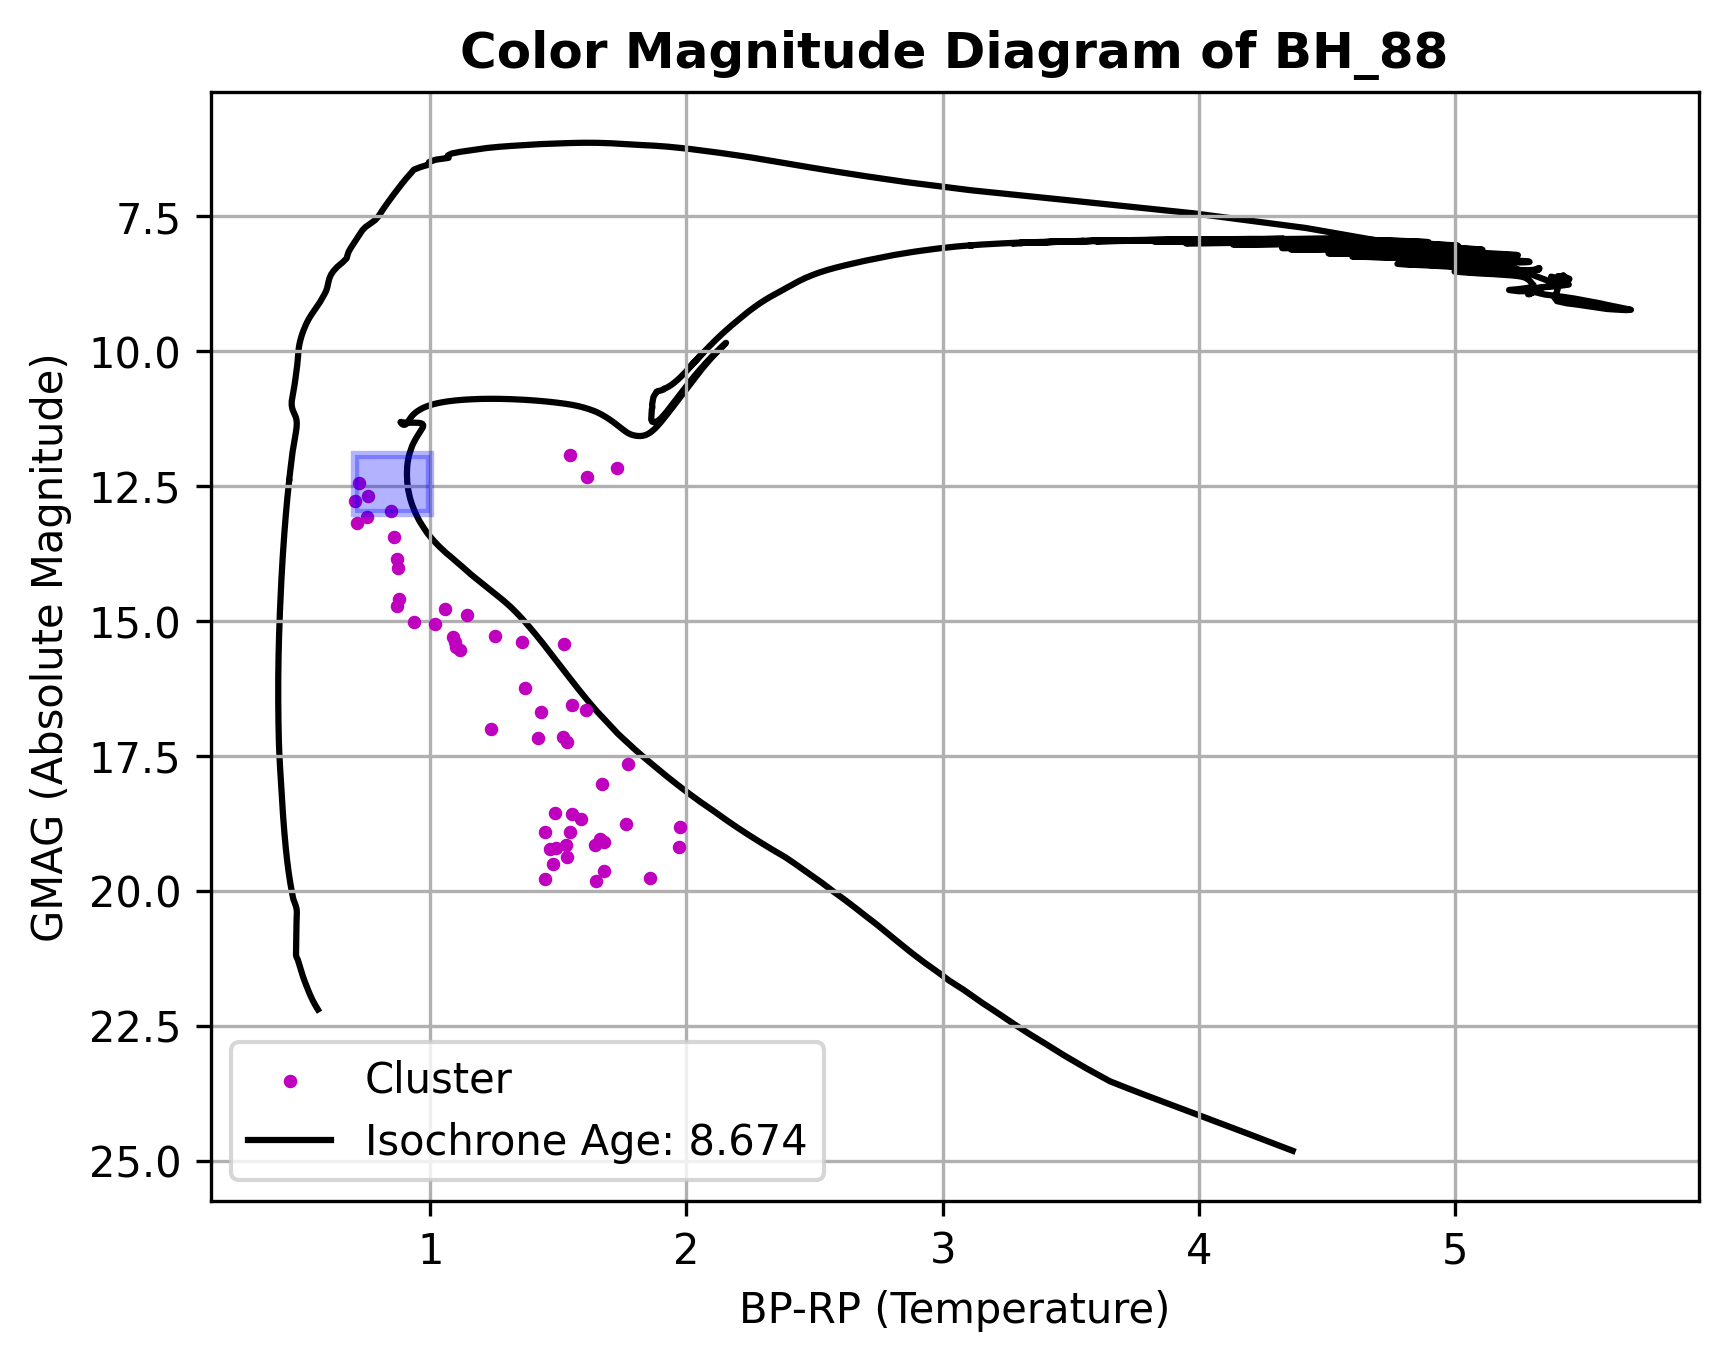 Color Magnitude Diagram of BH_88
GMAG (Absolute Magnitude)
7.5
10.0
12.5
15.0
17.5
20.0
22.5
25.0
Cluster
Isochrone Age: 8.674
1 2 3 4 5
BP-RP (Temperature)